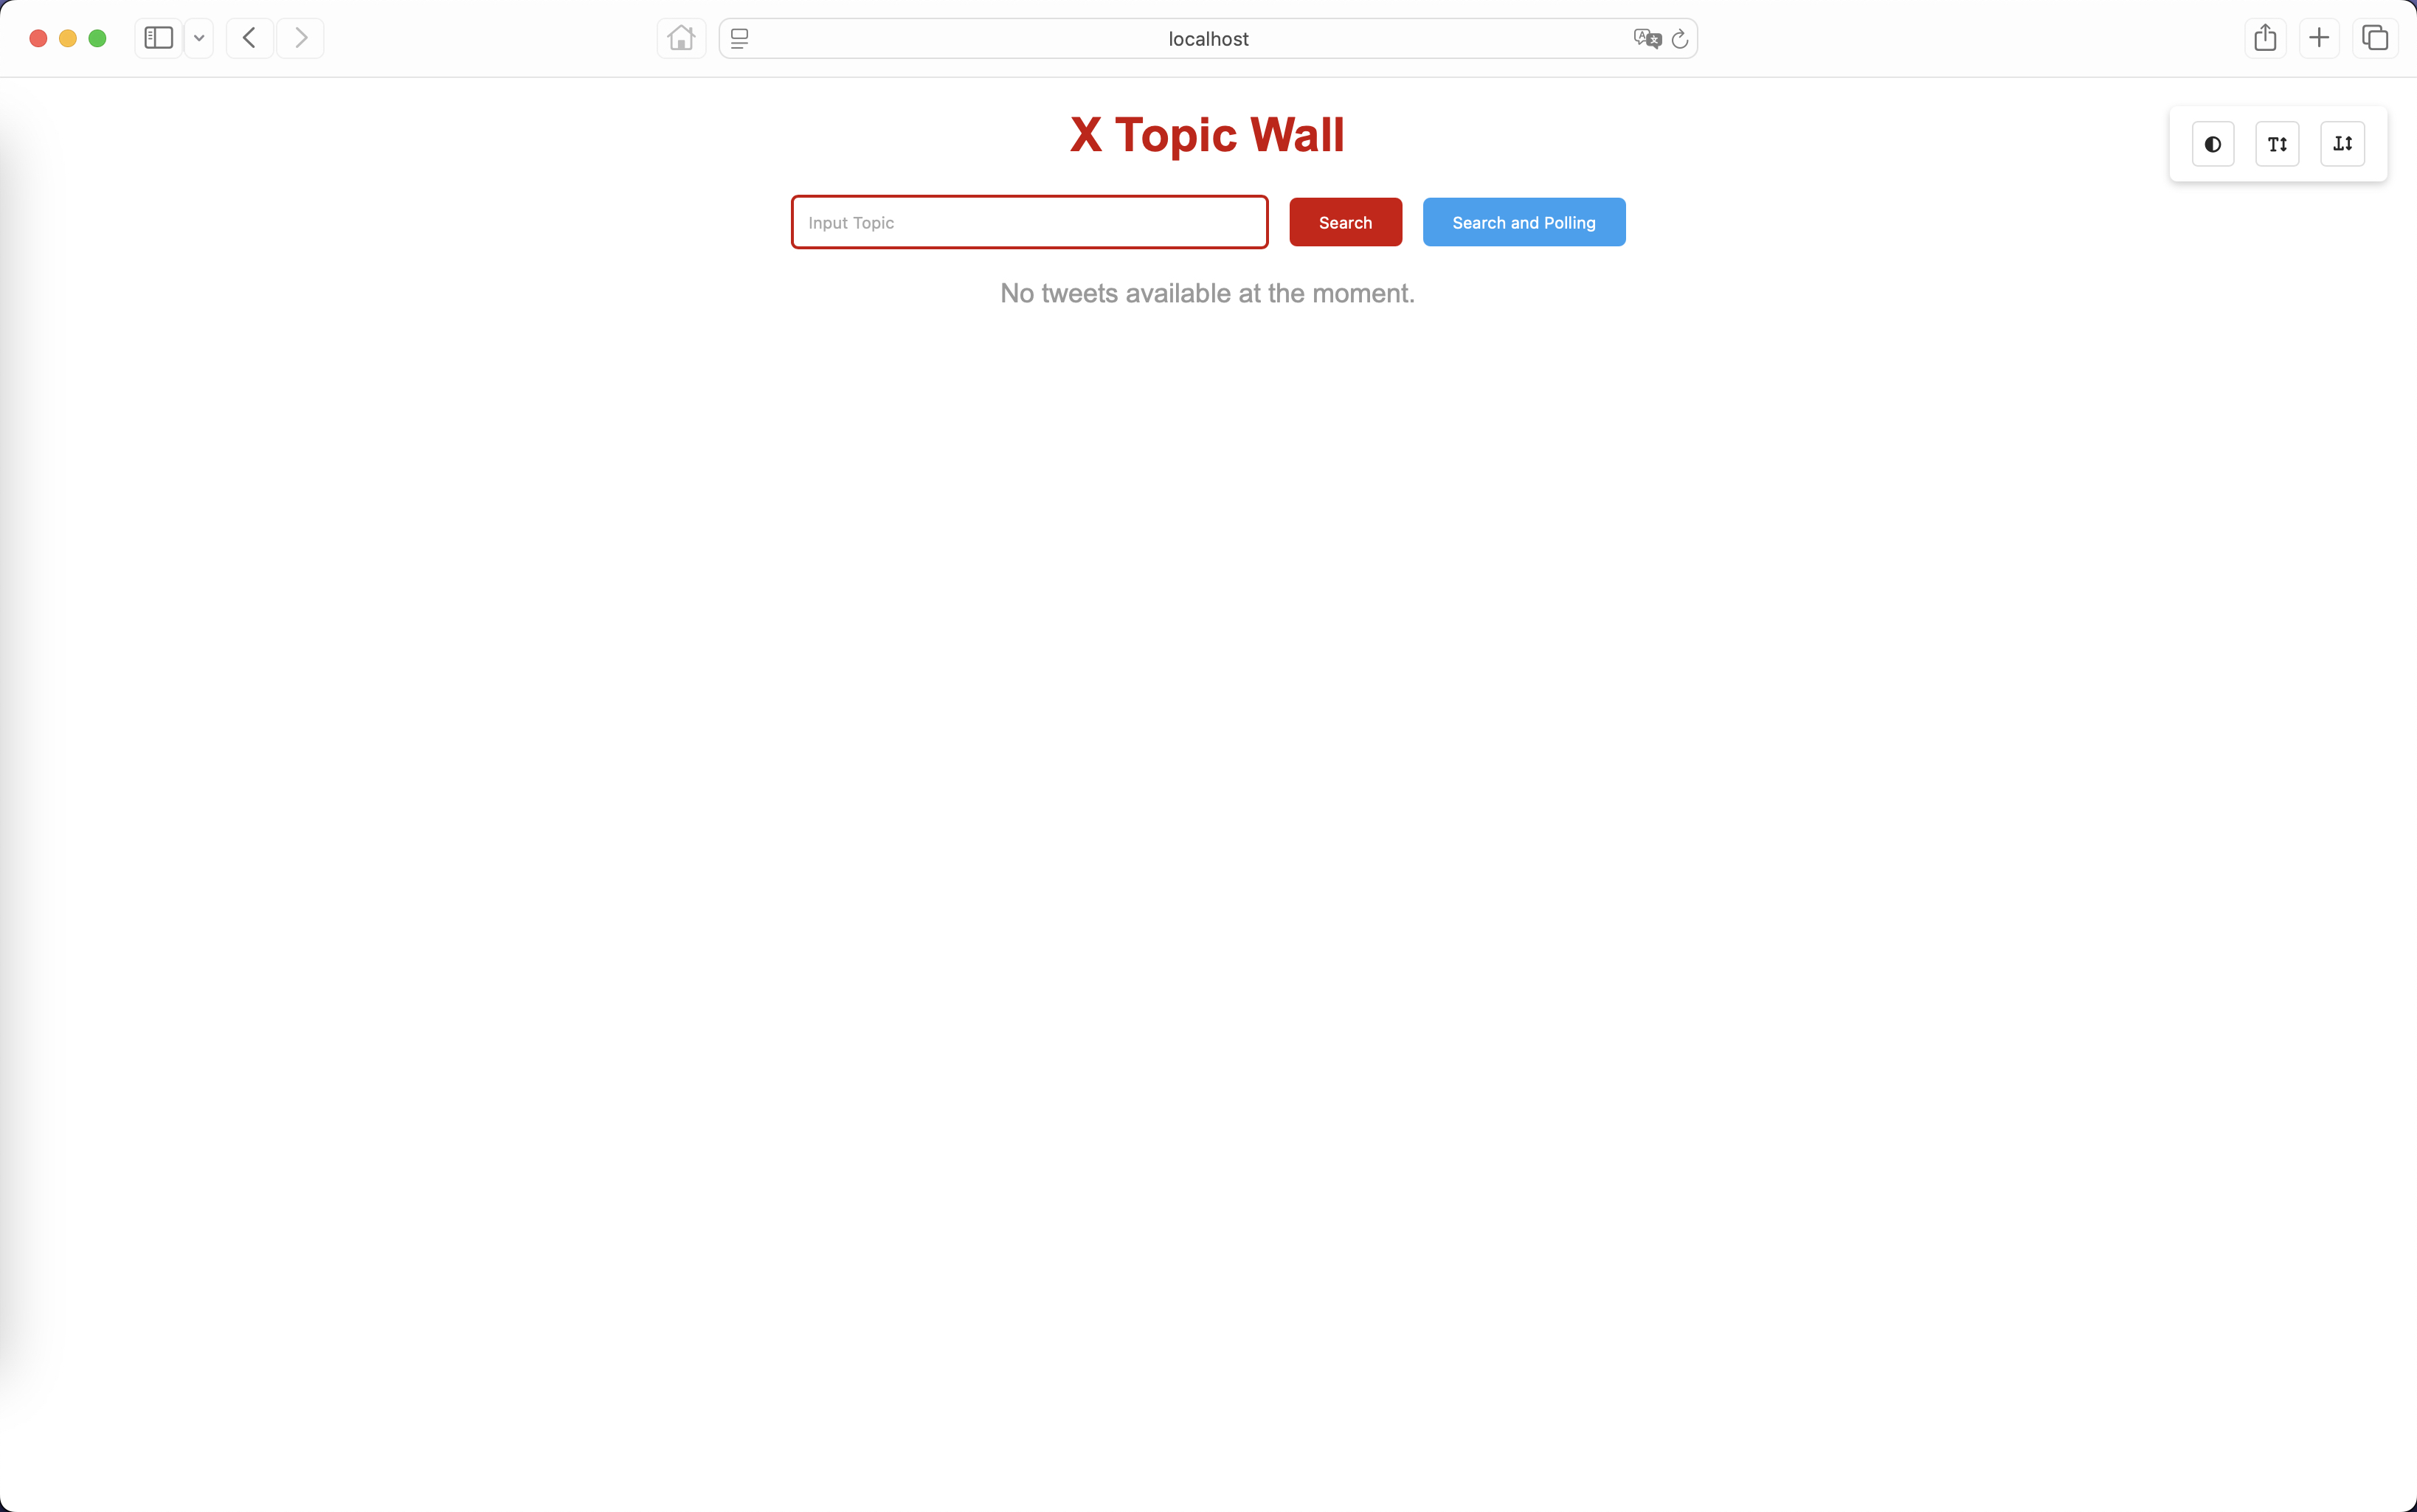 localhost
X Topic Wall
Input Topic
Search
Search and Polling
No tweets available at the moment.